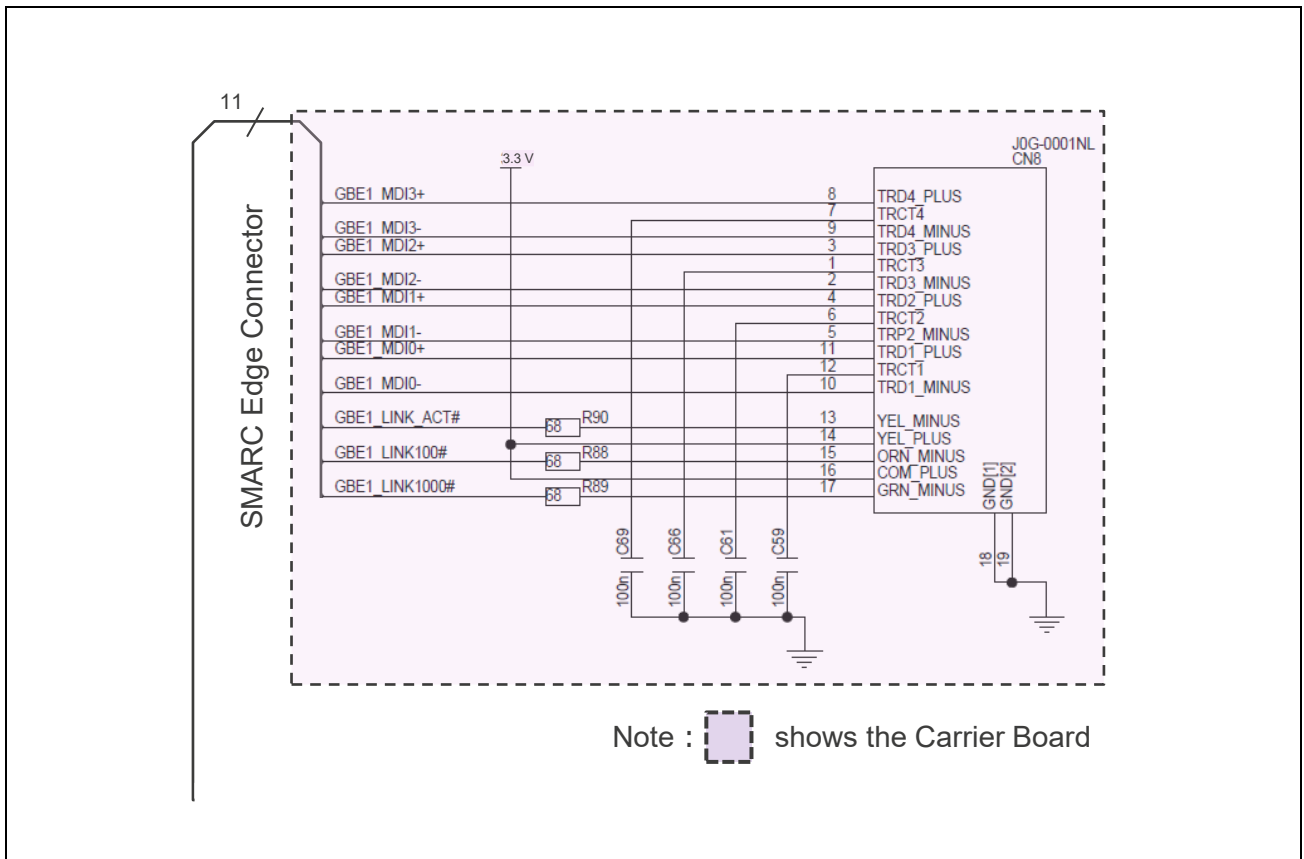 11
SMARC Edge Connector
3.3 V
J0G-0001NL
CN8
GBE1_MDI3+ 8 TRD4_PLUS
7 TRCT4
GBE1_MDI3- 9 TRD4_MINUS
GBE1_MDI2+ 3 TRD3_PLUS
1 TRCT3
GBE1_MDI2- 2 TRD3_MINUS
GBE1_MDI1+ 4 TRD2_PLUS
6 TRCT2
GBE1_MDI1- 5 TRP2_MINUS
GBE1_MDI0+ 11 TRD1_PLUS
12 TRCT1
GBE1_MDI0- 10 TRD1_MINUS
GBE1_LINK_ACT# 68 R90 13 YEL_MINUS
14 YEL_PLUS
GBE1_LINK100# 68 R88 15 ORN_MINUS
16 COM_PLUS
GBE1_LINK1000# 68 R89 17 GRN_MINUS
GND[1]
GND[2]
18
19
C69 100n
C66 100n
C61 100n
C59 100n
Note : shows the Carrier Board